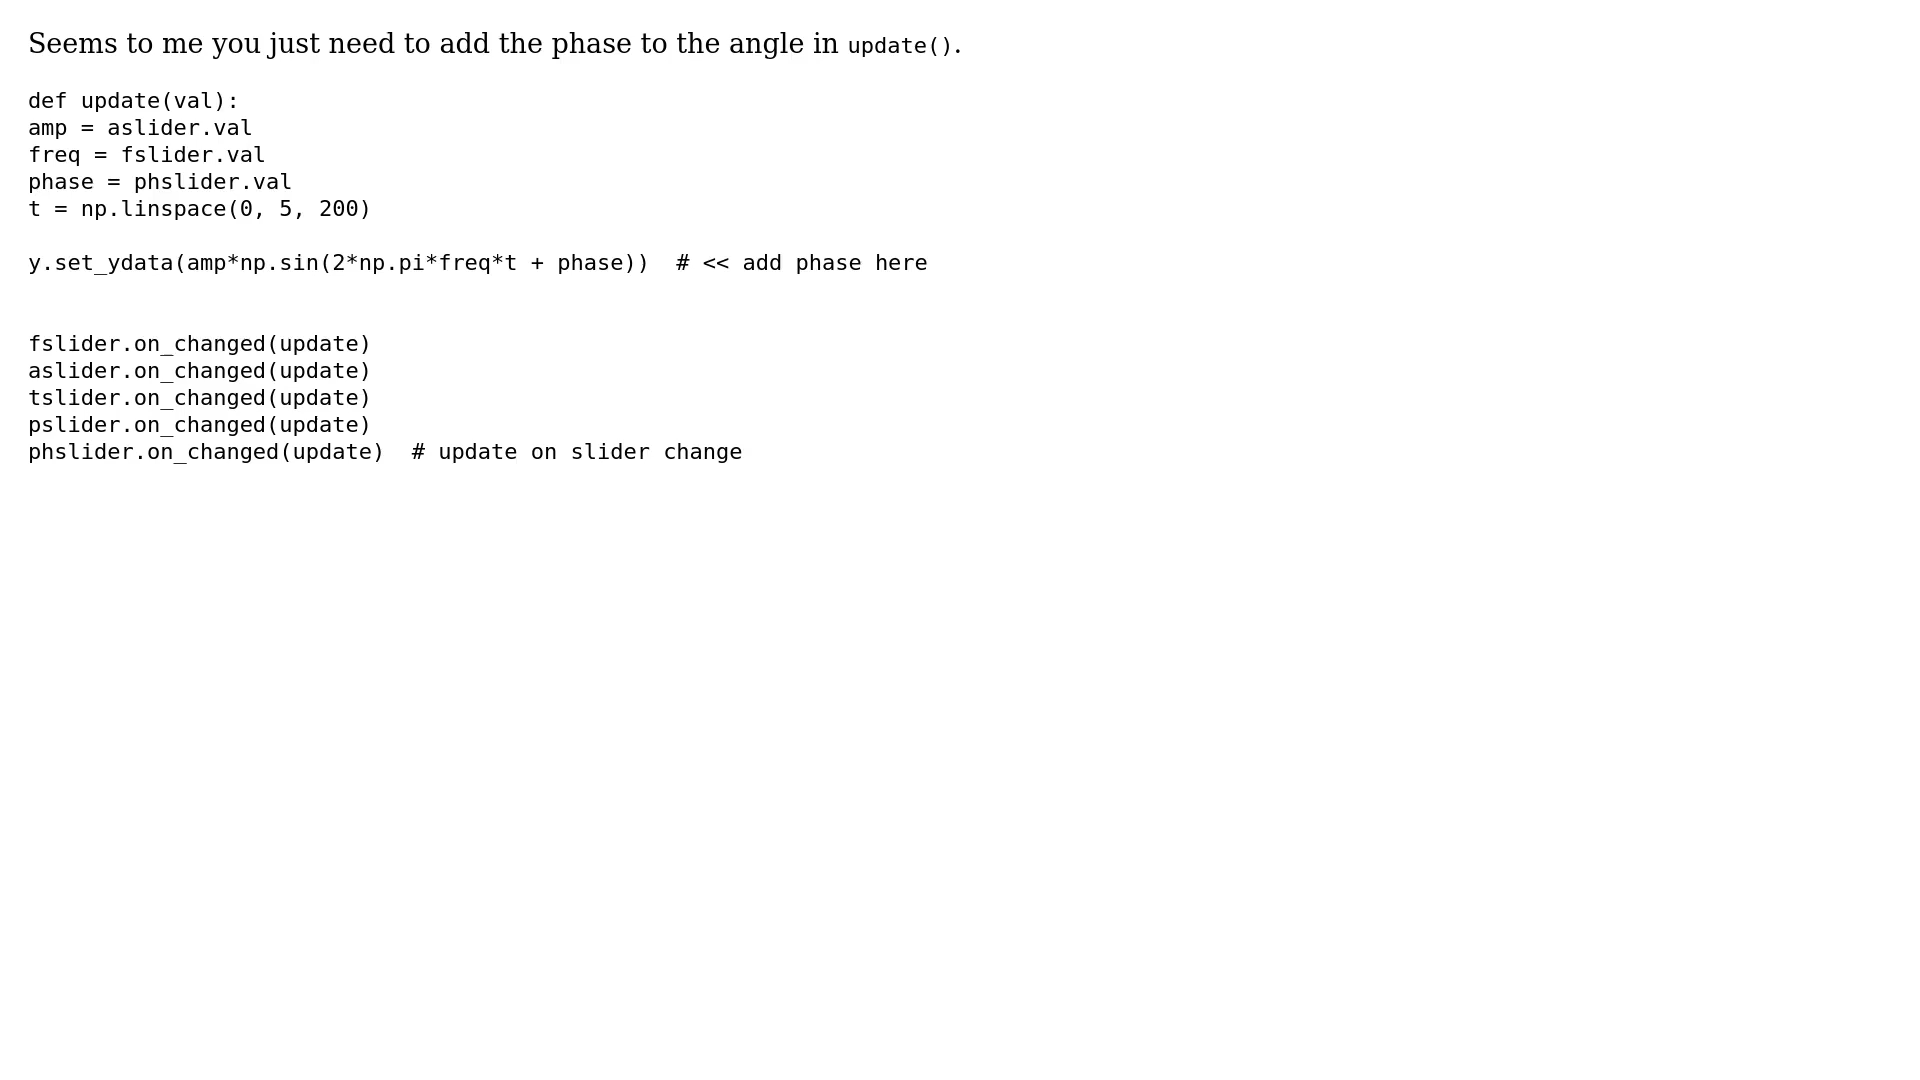 Seems to me you just need to add the phase to the angle in update().
def update(val):
amp = aslider.val
freq = fslider.val
phase = phslider.val
t = np.linspace(0, 5, 200)
y.set_ydata(amp*np.sin(2*np.pi*freq*t + phase))  # << add phase here
fslider.on_changed(update)
aslider.on_changed(update)
tslider.on_changed(update)
pslider.on_changed(update)
phslider.on_changed(update)  # update on slider change